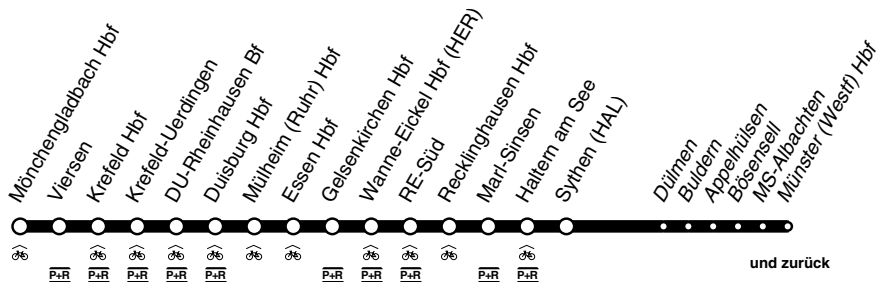 Mönchengladbach Hbf
Viersen
Krefeld Hbf
Krefeld-Uerdingen
DU-Rheinhausen Bf
Duisburg Hbf
Mülheim (Ruhr) Hbf
Essen Hbf
Gelsenkirchen Hbf
Wanne-Eickel Hbf (HER)
RE-Süd
Recklinghausen Hbf
Marl-Sinsen
Haltern am See
Sythen (HAL)
Dülmen
Buldern
Appelhülsen
Bösensell
MS-Albachten
Münster (Westf) Hbf
P+R P+R P+R P+R P+R P+R P+R P+R P+R P+R
und zurück